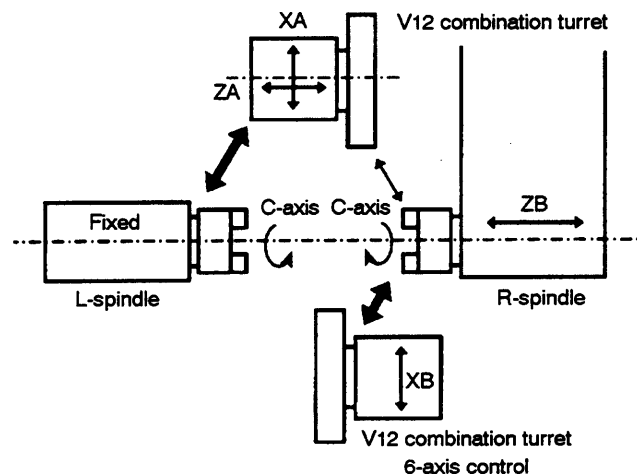 XA
V12 combination turret
ZA
C-axis
C-axis
ZB
Fixed
L-spindle
R-spindle
XB
V12 combination turret
6-axis control